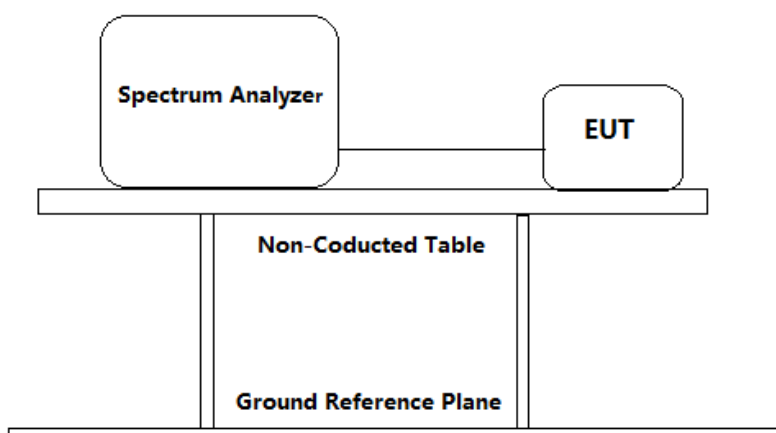 Spectrum Analyzer
EUT
Non-Coducted Table
Ground Reference Plane